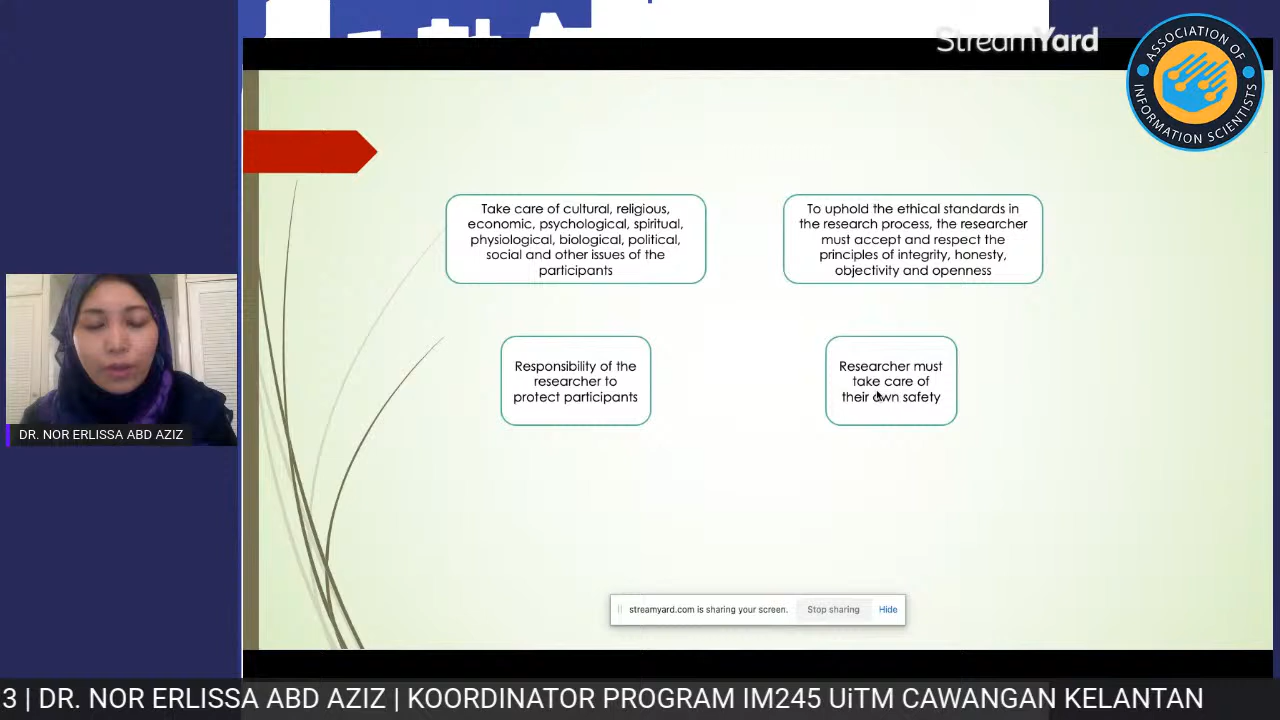 StreamYard
ASSOCIATION OF
INFORMATION SCIENTISTS
Take care of cultural, religious,
economic, psychological, spiritual,
physiological, biological, political,
social and other issues of the
participants
To uphold the ethical standards in
the research process, the researcher
must accept and respect the
principles of integrity, honesty,
objectivity and openness
Responsibility of the
researcher to
protect participants
Researcher must
take care of
their own safety
DR. NOR ERLISSA ABD AZIZ
streamyard.com is sharing your screen.
Stop sharing
Hide
3 | DR. NOR ERLISSA ABD AZIZ | KOORDINATOR PROGRAM IM245 UiTM CAWANGAN KELANTAN